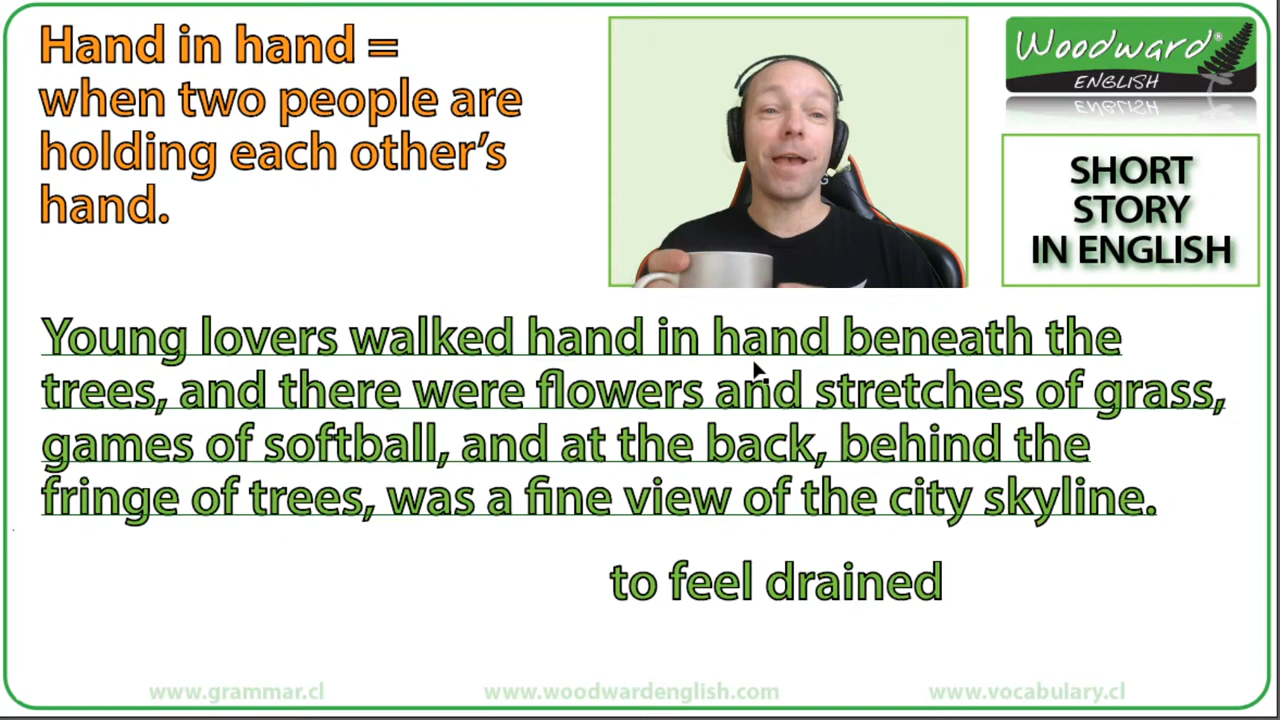 Hand in hand =
when two people are
holding each other's
hand.
Woodward®
ENGLISH
SHORT
STORY
IN ENGLISH
Young lovers walked hand in hand beneath the
trees, and there were flowers and stretches of grass,
games of softball, and at the back, behind the
fringe of trees, was a fine view of the city skyline.
to feel drained
www.grammar.cl
www.woodwardenglish.com
www.vocabulary.cl